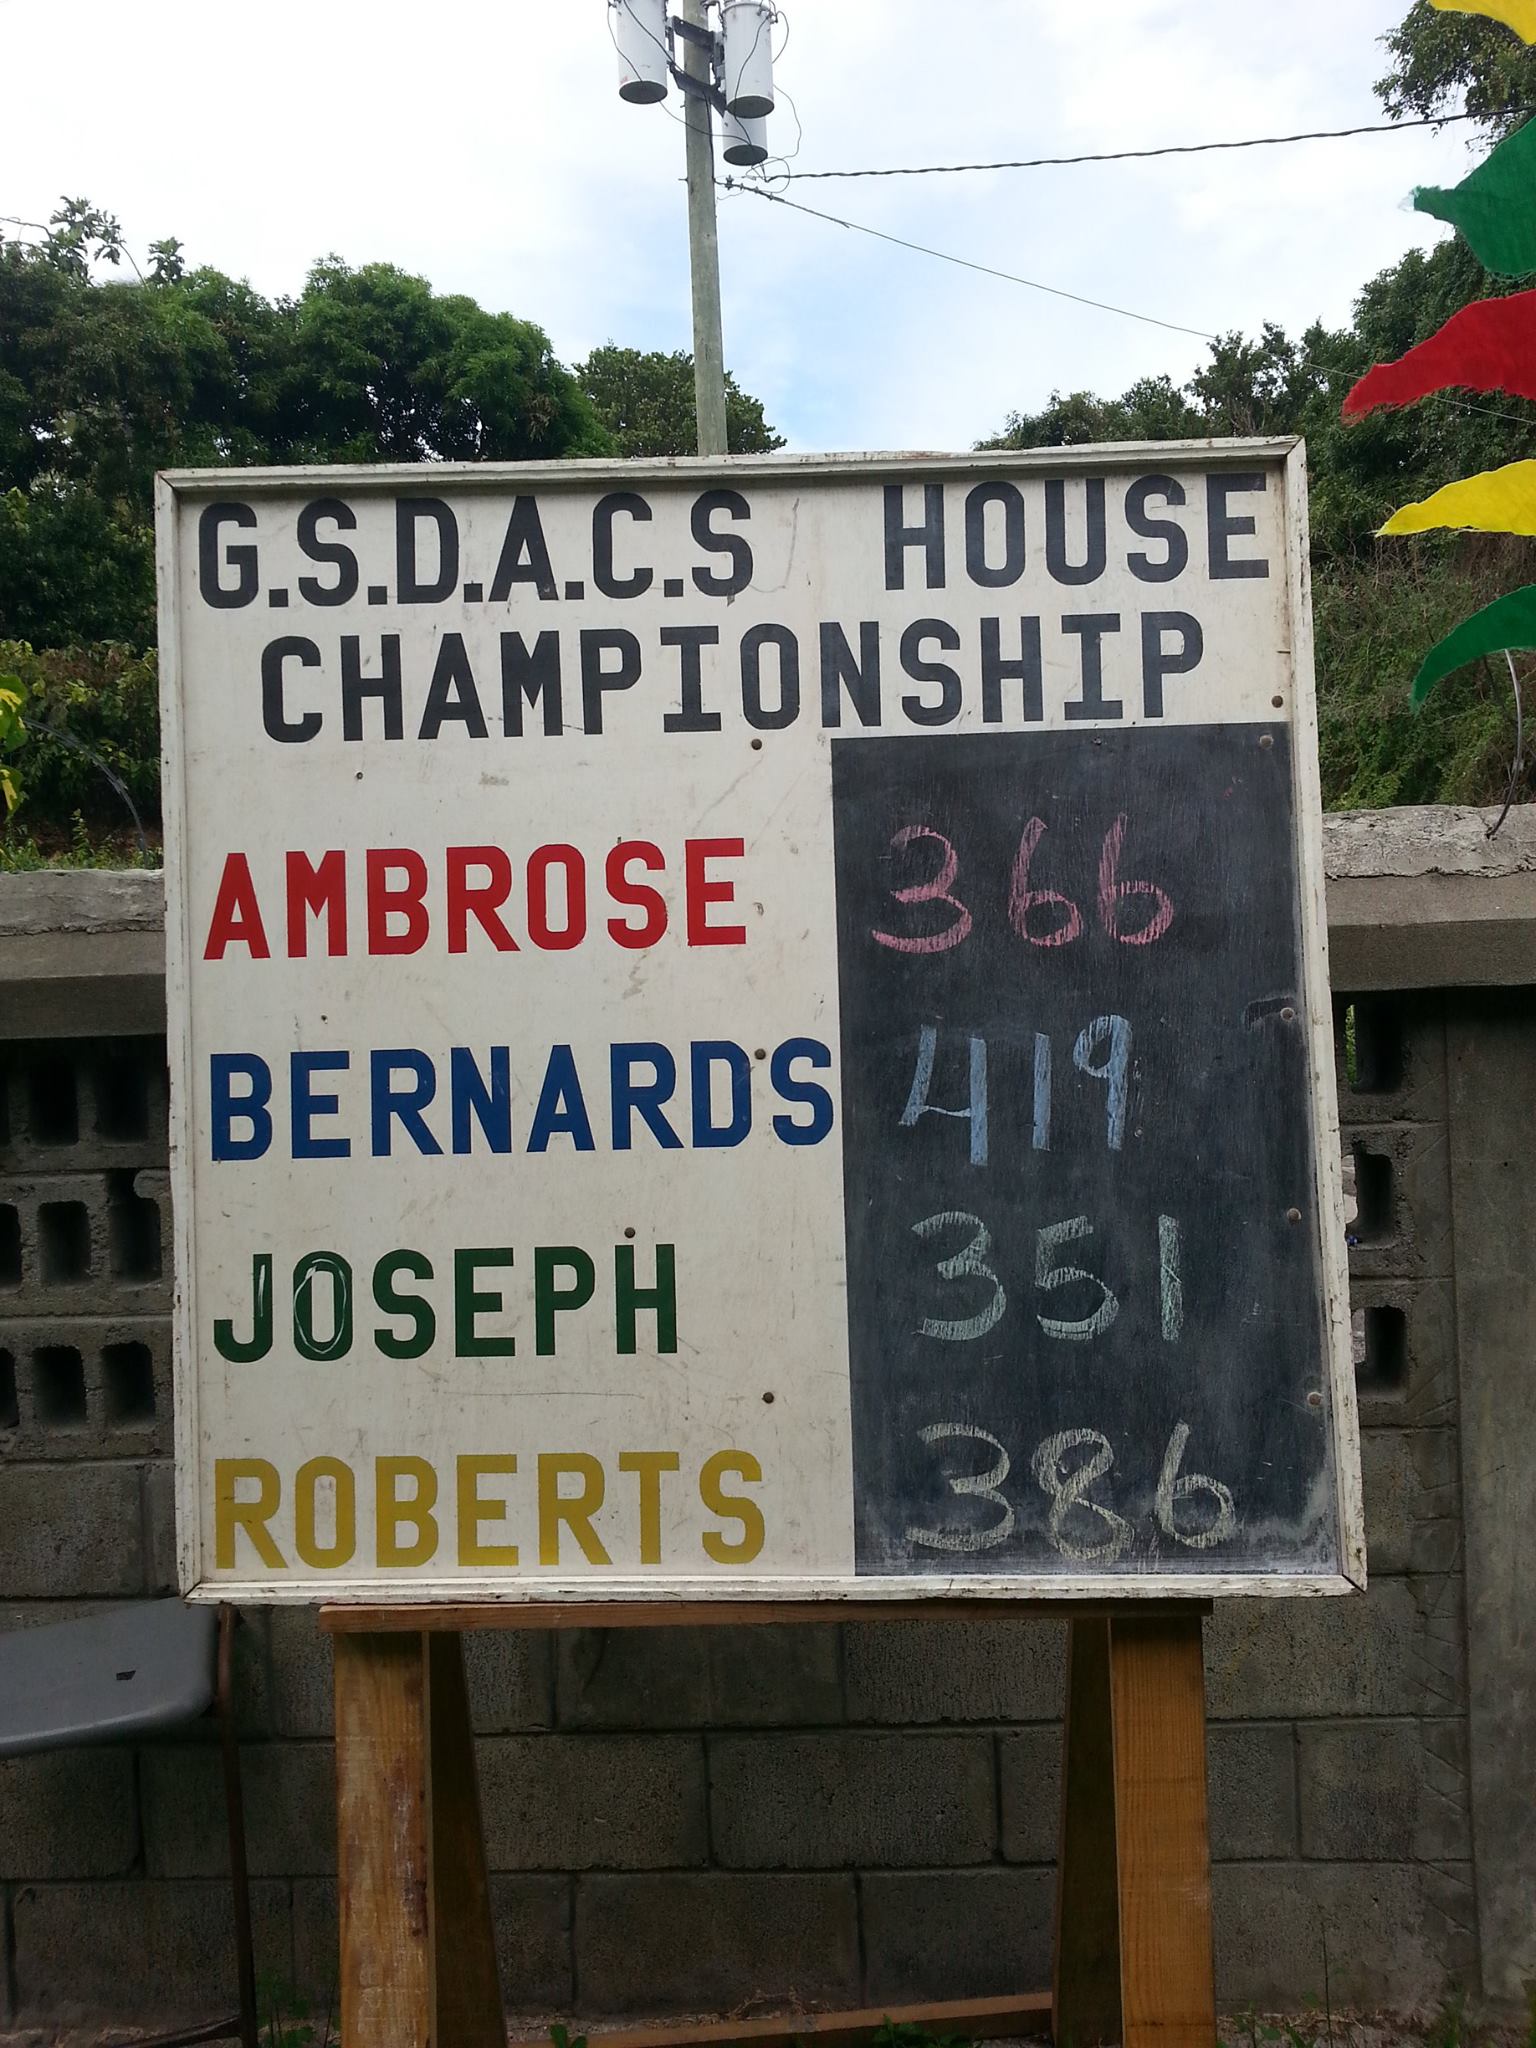 G.S.D.A.C.S HOUSE
CHAMPIONSHIP
AMBROSE 366
BERNARDS 419
JOSEPH 351
ROBERTS 386